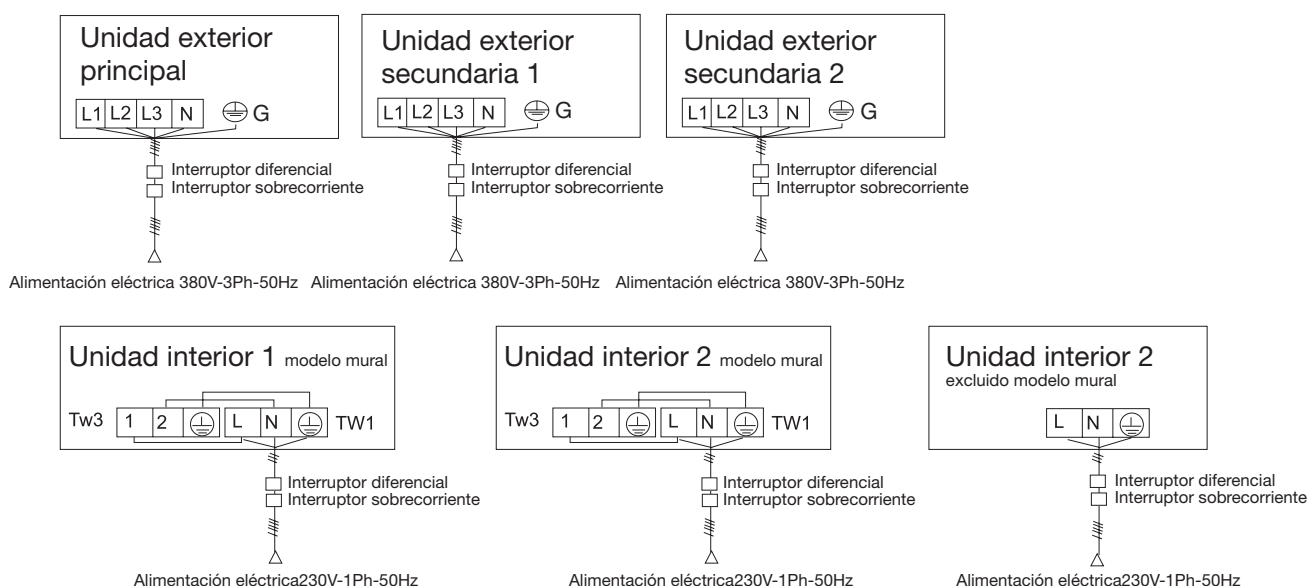 Unidad exterior
principal
L1 L2 L3 N G
Interruptor diferencial
Interruptor sobrecorriente
Alimentación eléctrica 380V-3Ph-50Hz
Unidad exterior
secundaria 1
L1 L2 L3 N G
Interruptor diferencial
Interruptor sobrecorriente
Alimentación eléctrica 380V-3Ph-50Hz
Unidad exterior
secundaria 2
L1 L2 L3 N G
Interruptor diferencial
Interruptor sobrecorriente
Alimentación eléctrica 380V-3Ph-50Hz
Unidad interior 1 modelo mural
Tw3 1 2 L N TW1
Interruptor diferencial
Interruptor sobrecorriente
Alimentación eléctrica230V-1Ph-50Hz
Unidad interior 2 modelo mural
Tw3 1 2 L N TW1
Interruptor diferencial
Interruptor sobrecorriente
Alimentación eléctrica230V-1Ph-50Hz
Unidad interior 2
excluido modelo mural
L N
Interruptor diferencial
Interruptor sobrecorriente
Alimentación eléctrica230V-1Ph-50Hz